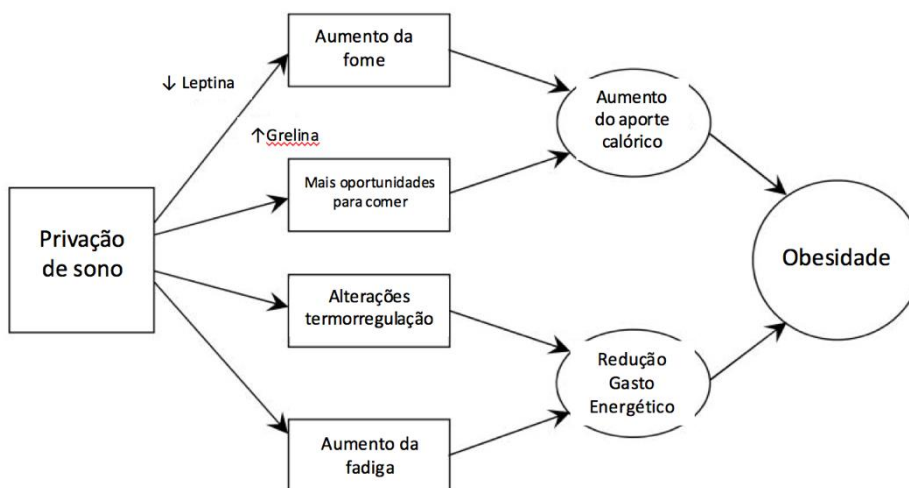 Aumento da
fome
↓ Leptina
↑Grelina
Aumento
do aporte
calórico
Mais oportunidades
para comer
Privação
de sono
Obesidade
Alterações
termorregulação
Redução
Gasto
Energético
Aumento da
fadiga